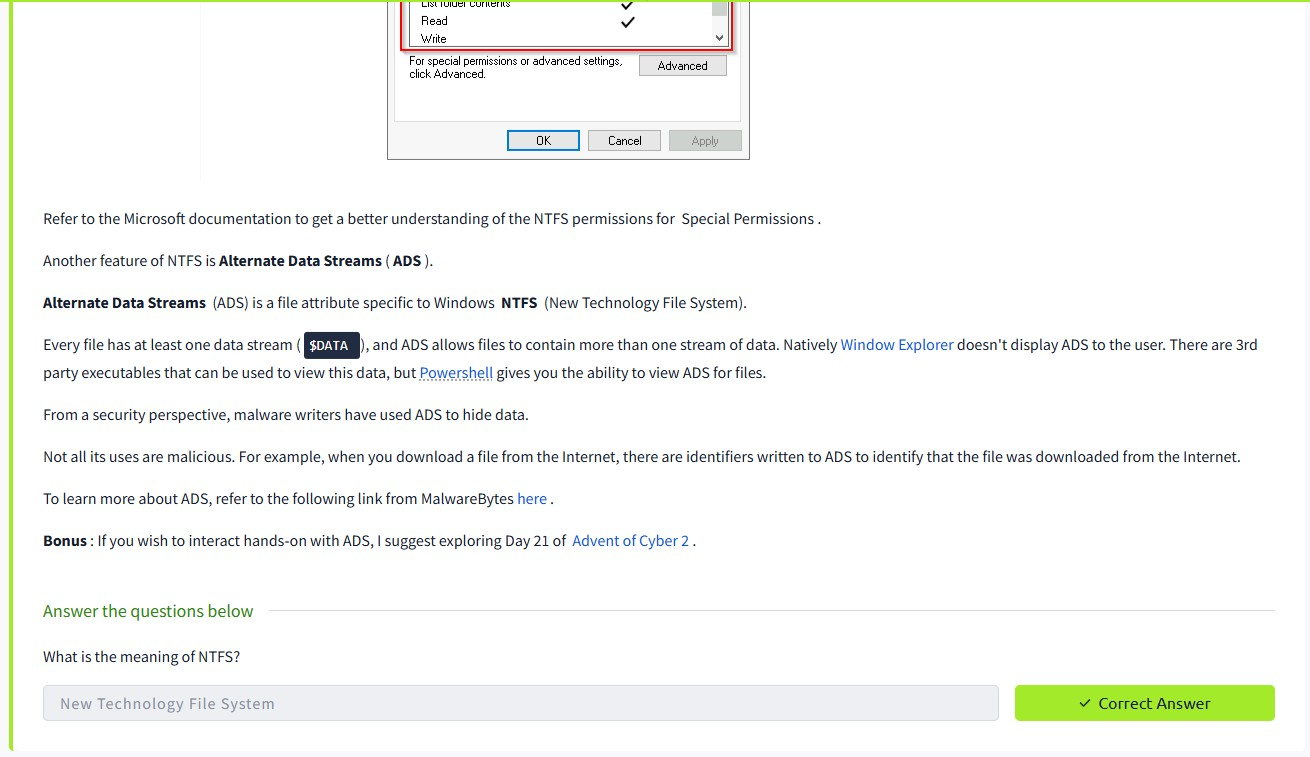 List folder contents
Read
Write
For special permissions or advanced settings,
click Advanced.
Advanced
OK
Cancel
Apply
Refer to the Microsoft documentation to get a better understanding of the NTFS permissions for Special Permissions .
Another feature of NTFS is Alternate Data Streams ( ADS ).
Alternate Data Streams (ADS) is a file attribute specific to Windows NTFS (New Technology File System).
Every file has at least one data stream ( $DATA ), and ADS allows files to contain more than one stream of data. Natively Window Explorer doesn't display ADS to the user. There are 3rd
party executables that can be used to view this data, but Powershell gives you the ability to view ADS for files.
From a security perspective, malware writers have used ADS to hide data.
Not all its uses are malicious. For example, when you download a file from the Internet, there are identifiers written to ADS to identify that the file was downloaded from the Internet.
To learn more about ADS, refer to the following link from MalwareBytes here .
Bonus : If you wish to interact hands-on with ADS, I suggest exploring Day 21 of Advent of Cyber 2 .
Answer the questions below
What is the meaning of NTFS?
New Technology File System
Correct Answer